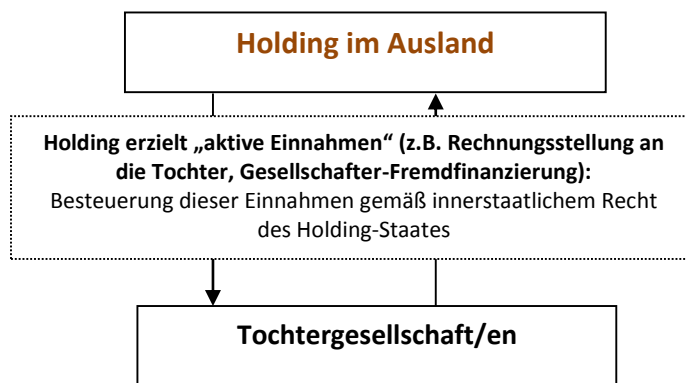 Holding im Ausland
Holding erzielt „aktive Einnahmen“ (z.B. Rechnungsstellung an
die Tochter, Gesellschafter-Fremdfinanzierung):
Besteuerung dieser Einnahmen gemäß innerstaatlichem Recht
des Holding-Staates
Tochtergesellschaft/en